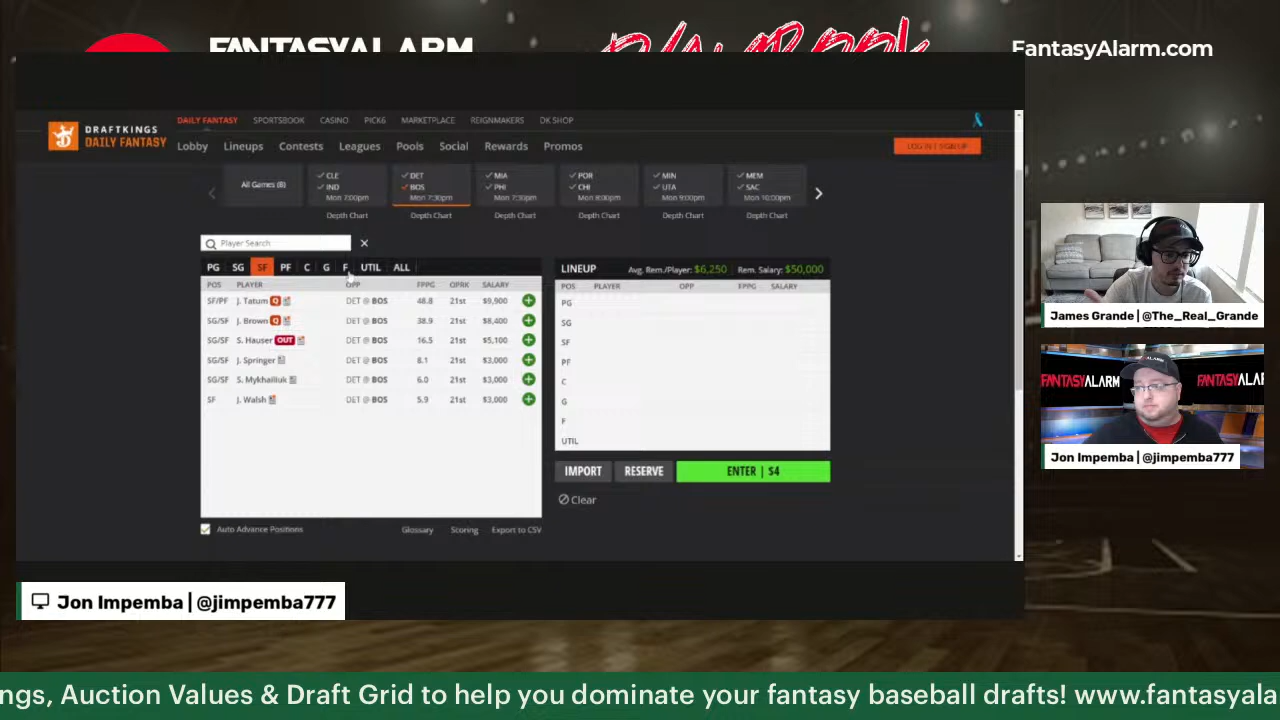 FANTASYALARM
PLAYBOOK
FantasyAlarm.com
DRAFTKINGS
DAILY FANTASY
DAILY FANTASY SPORTSBOOK CASINO PICK6 MARKETPLACE REIGNMAKERS DK SHOP
Lobby Lineups Contests Leagues Pools Social Rewards Promos
LOG IN | SIGN UP
All Games (8)
CLE
IND
Mon 7:00pm
Depth Chart
DET
BOS
Mon 7:30pm
Depth Chart
MIA
PHI
Mon 7:30pm
Depth Chart
POR
CHI
Mon 8:00pm
Depth Chart
MIN
UTA
Mon 9:00pm
Depth Chart
MEM
SAC
Mon 10:00pm
Depth Chart
Player Search
PG SG SF PF C G F UTIL ALL
POS PLAYER OPP FPPG OPRK SALARY
SF/PF J. Tatum Q DET @ BOS 48.8 21st $9,900
SG/SF J. Brown Q DET @ BOS 38.9 21st $8,400
SG/SF S. Hauser OUT DET @ BOS 16.5 21st $5,100
SG/SF J. Springer DET @ BOS 8.1 21st $3,000
SG/SF S. Mykhailiuk DET @ BOS 6.0 21st $3,000
SF J. Walsh DET @ BOS 5.9 21st $3,000
Auto Advance Positions
Glossary Scoring Export to CSV
LINEUP Avg. Rem./Player: $6,250 Rem. Salary: $50,000
POS PLAYER OPP FPPG SALARY
PG
SG
SF
PF
C
G
F
UTIL
IMPORT RESERVE ENTER | $4
Clear
James Grande | @The_Real_Grande
ALARM
FANTASYALARM
FANTASYALA
Jon Impemba | @jimpemba777
Jon Impemba | @jimpemba777
ngs, Auction Values & Draft Grid to help you dominate your fantasy baseball drafts! www.fantasyala